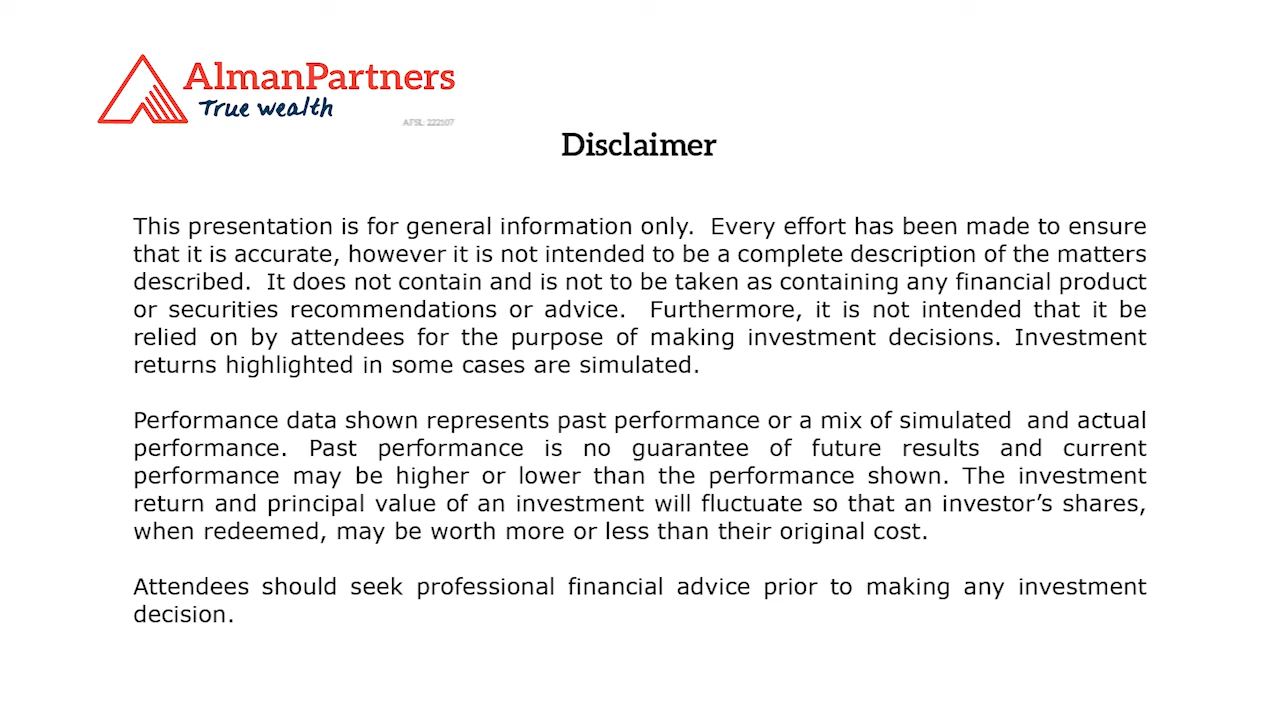 AlmanPartners
True wealth
AFSL: 222107
Disclaimer
This presentation is for general information only.  Every effort has been made to ensure
that it is accurate, however it is not intended to be a complete description of the matters
described.  It does not contain and is not to be taken as containing any financial product
or securities recommendations or advice.  Furthermore, it is not intended that it be
relied on by attendees for the purpose of making investment decisions. Investment
returns highlighted in some cases are simulated.
Performance data shown represents past performance or a mix of simulated  and actual
performance. Past performance is no guarantee of future results and current
performance may be higher or lower than the performance shown. The investment
return and principal value of an investment will fluctuate so that an investor’s shares,
when redeemed, may be worth more or less than their original cost.
Attendees should seek professional financial advice prior to making any investment
decision.